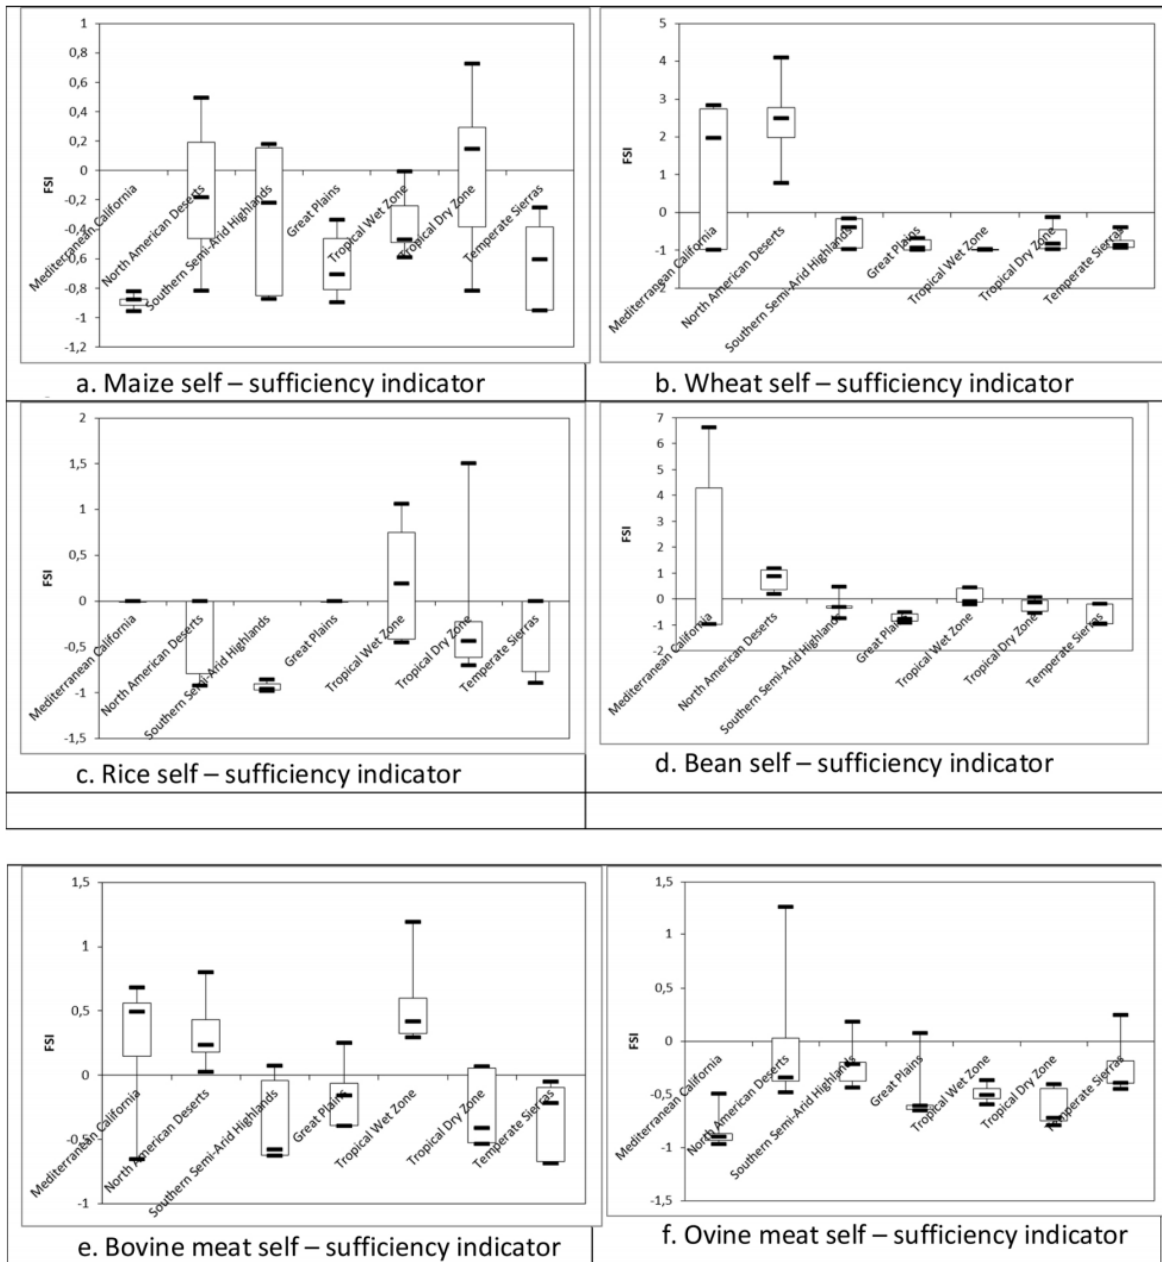 1
0,8
0,6
0,4
0,2
0
-0,2
-0,4
-0,6
-0,8
-1
-1,2
FSI
Mediterranean California
North American Deserts
Southern Semi-Arid Highlands
Great Plains
Tropical Wet Zone
Tropical Dry Zone
Temperate Sierras
a. Maize self – sufficiency indicator
5
4
3
2
1
0
-1
2
FSI
Mediterranean California
North American Deserts
Southern Semi-Arid Highlands
Great Plains
Tropical Wet Zone
Tropical Dry Zone
Temperate Sierras
b. Wheat self – sufficiency indicator
2
1,5
1
0,5
0
-0,5
-1
-1,5
FSI
Mediterranean California
North American Deserts
Southern Semi-Arid Highlands
Great Plains
Tropical Wet Zone
Tropical Dry Zone
Temperate Sierras
c. Rice self – sufficiency indicator
7
6
5
4
3
2
1
0
-1
-2
FSI
Mediterranean California
North American Deserts
Southern Semi-Arid Highland
Great Plains
Tropical Wet Zone
Tropical Dry Zone
Temperate Sierras
d. Bean self – sufficiency indicator
1,5
1
0,5
0
-0,5
-1
FSI
Mediterranean California
North American Deserts
Southern Semi-Arid Highlands
Great Plains
Tropical Wet Zone
Tropical Dry Zone
Temperate Sierras
e. Bovine meat self – sufficiency indicator
1,5
1
0,5
0
-0,5
-1
-1,5
FSI
Mediterranean California
North American Deserts
Southern Semi-Arid Highlands
Great Plains
Tropical Wet Zone
Tropical Dry Zone
Temperate Sierras
f. Ovine meat self – sufficiency indicator